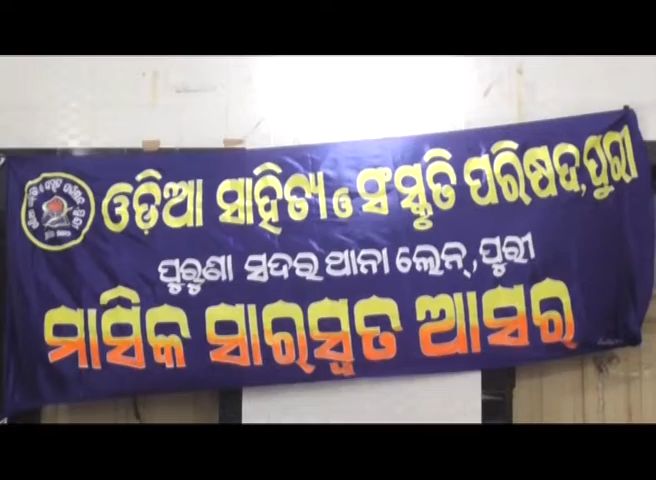 ଓଡ଼ିଆ ସାହିତ୍ୟ ଓ ସଂସ୍କୃତି ପରିଷଦ,ପୁରୀ
ପୁରୁଣା ସଦର ଥାନା ଲେନ୍,ପୁରୀ
ମାସିକ ସାରସ୍ୱତ ଆସର